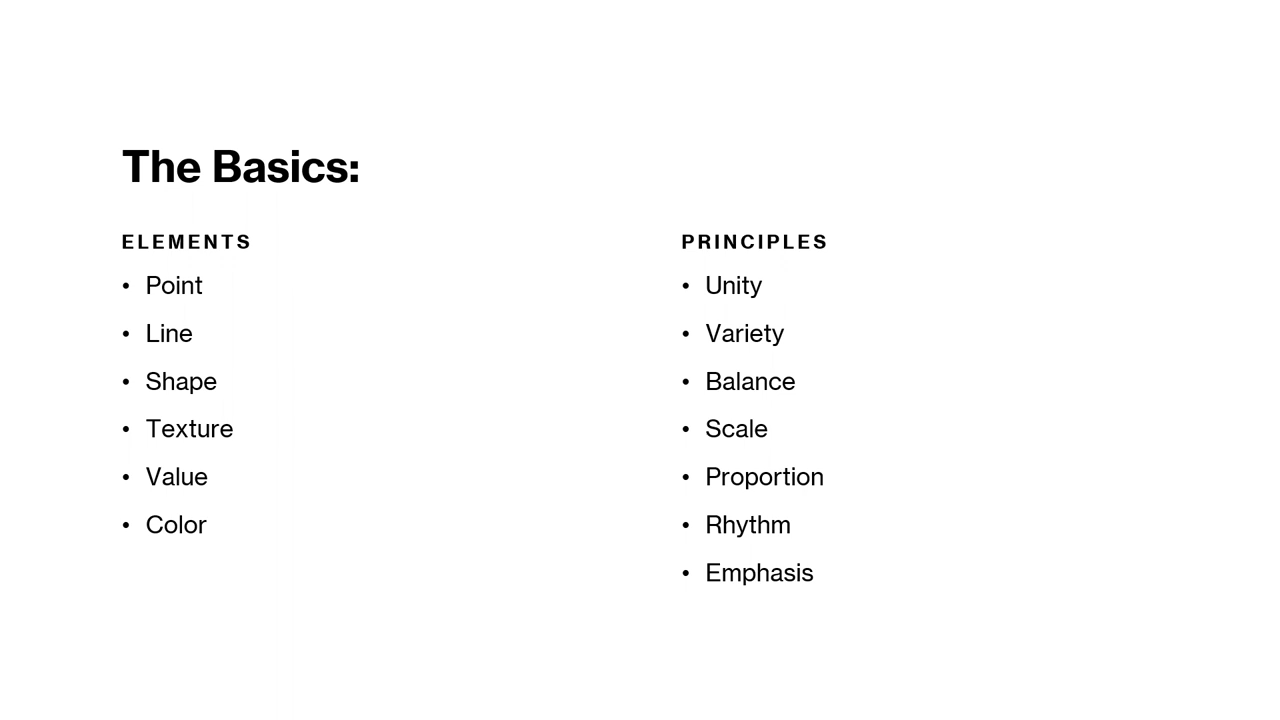 The Basics:
ELEMENTS
• Point
• Line
• Shape
• Texture
• Value
• Color
PRINCIPLES
• Unity
• Variety
• Balance
• Scale
• Proportion
• Rhythm
• Emphasis